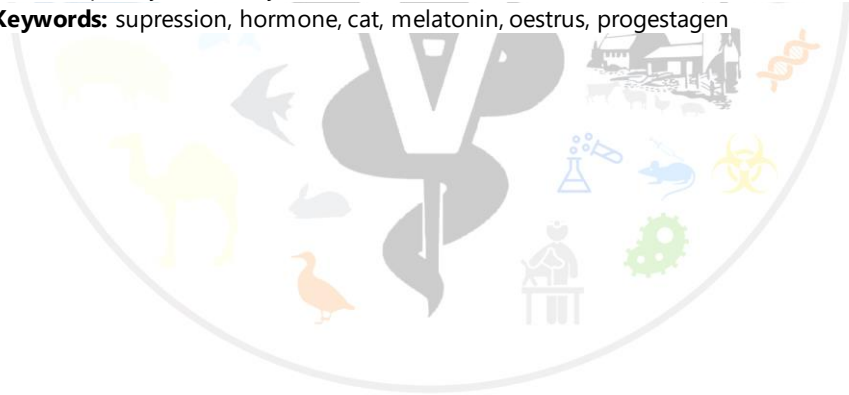 Keywords: supression, hormone, cat, melatonin, oestrus, progestagen